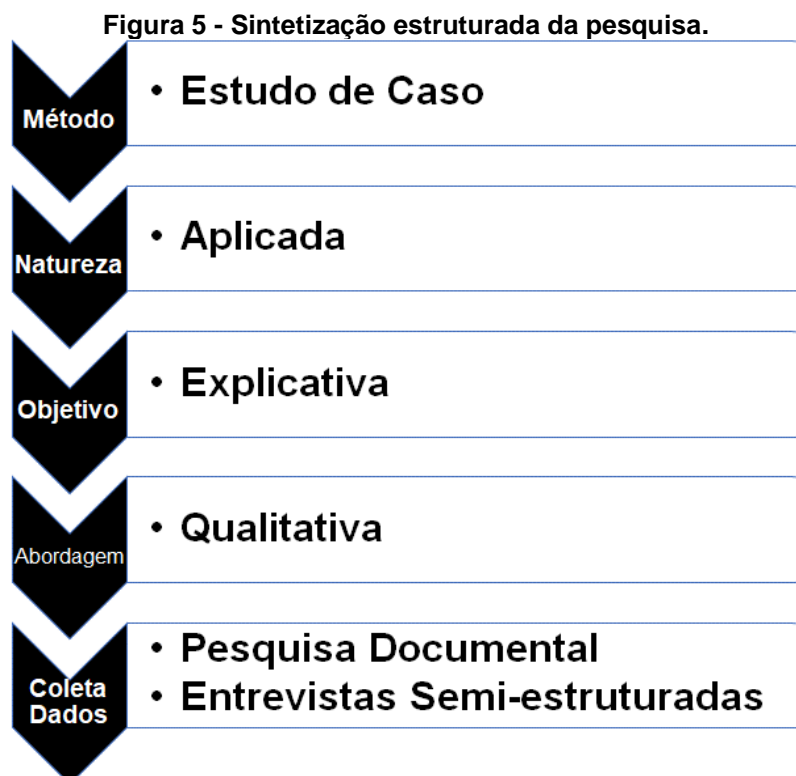 Figura 5 - Sintetização estruturada da pesquisa.
Método
• Estudo de Caso
Natureza
• Aplicada
Objetivo
• Explicativa
Abordagem
• Qualitativa
Coleta
Dados
• Pesquisa Documental
• Entrevistas Semi-estruturadas